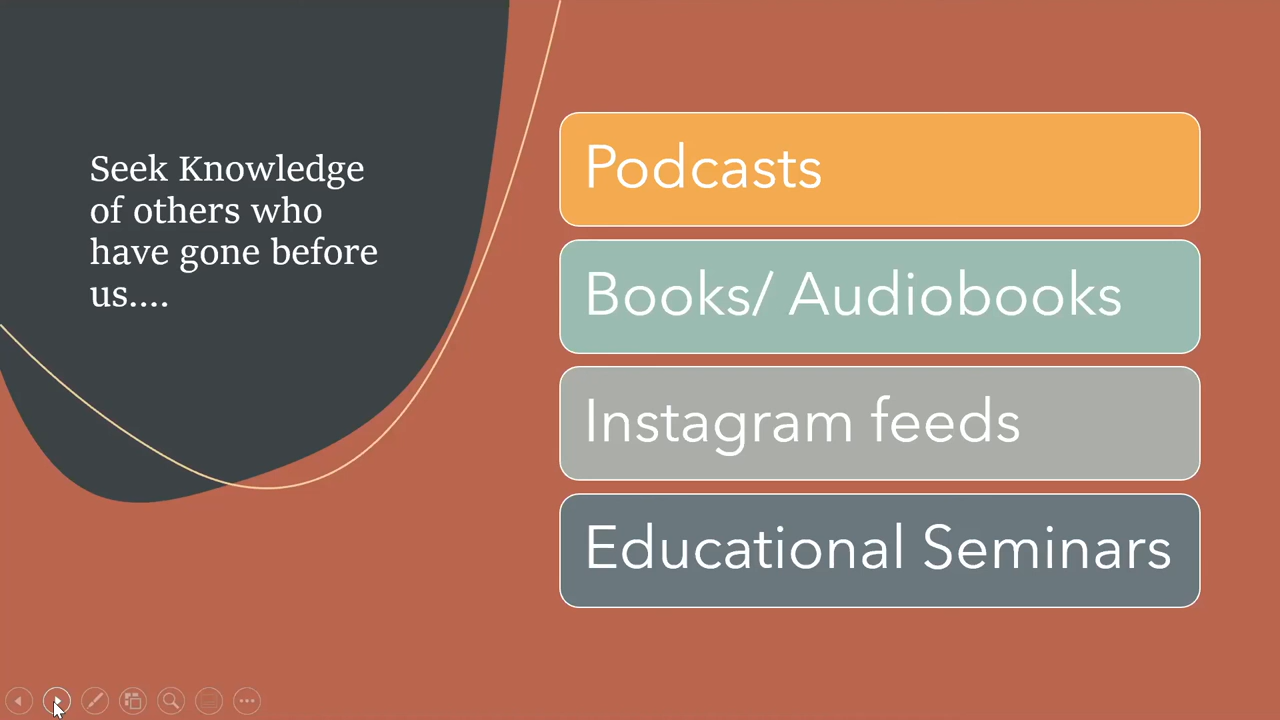 Seek Knowledge
of others who
have gone before
us....
Podcasts
Books/ Audiobooks
Instagram feeds
Educational Seminars